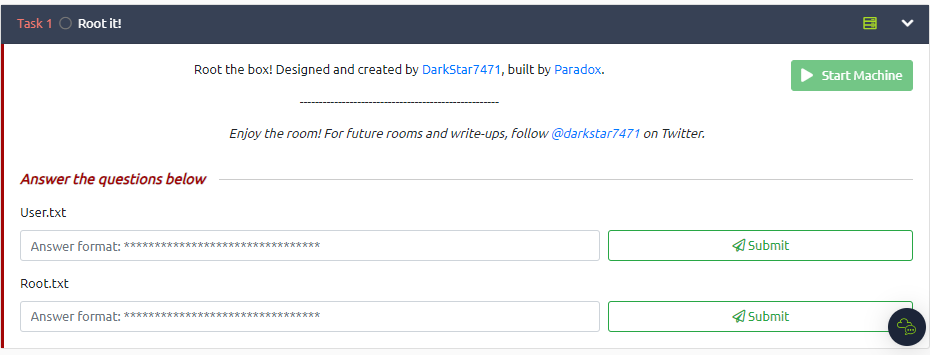 Task 1 Root it!
Root the box! Designed and created by DarkStar7471, built by Paradox.
Start Machine
----------------------------------------------------
Enjoy the room! For future rooms and write-ups, follow @darkstar7471 on Twitter.
Answer the questions below
User.txt
Answer format: ********************************
Submit
Root.txt
Answer format: ********************************
Submit